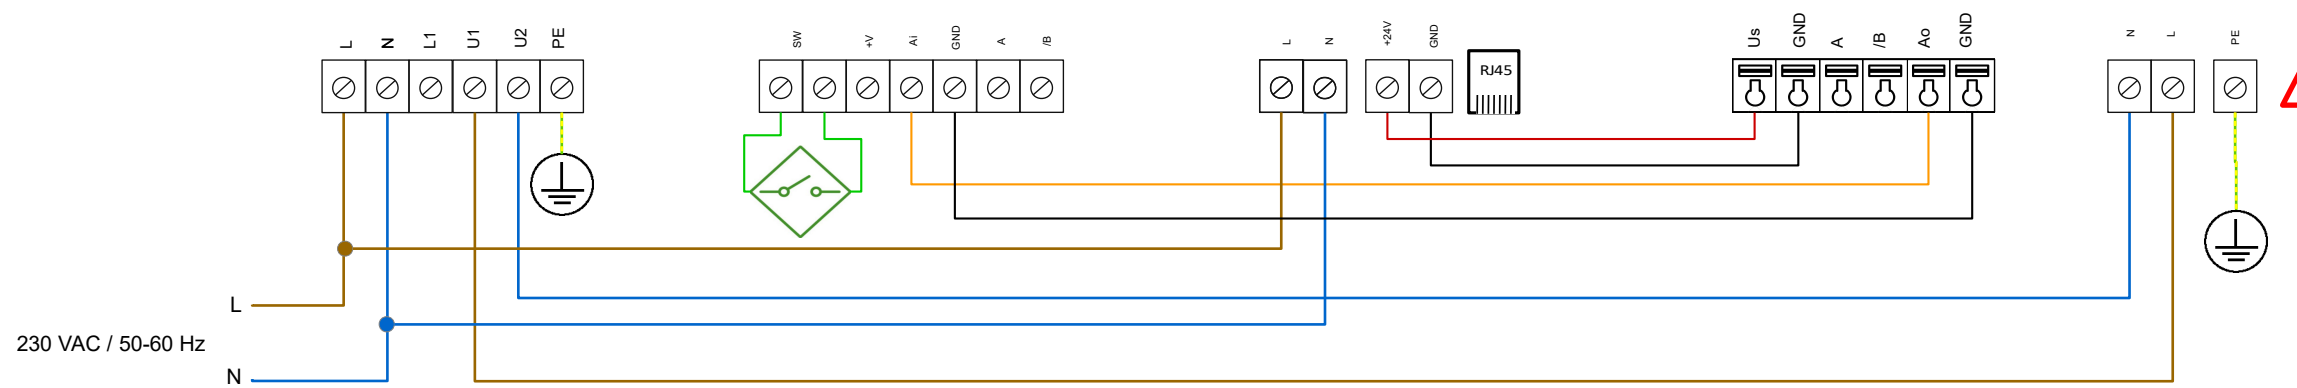 L
N
L1
U1
U2
PE
SW
+V
Ai
GND
A
/B
L
N
+24V
GND
RJ45
Us
GND
A
/B
Ao
GND
N
L
PE
L
230 VAC / 50-60 Hz
N